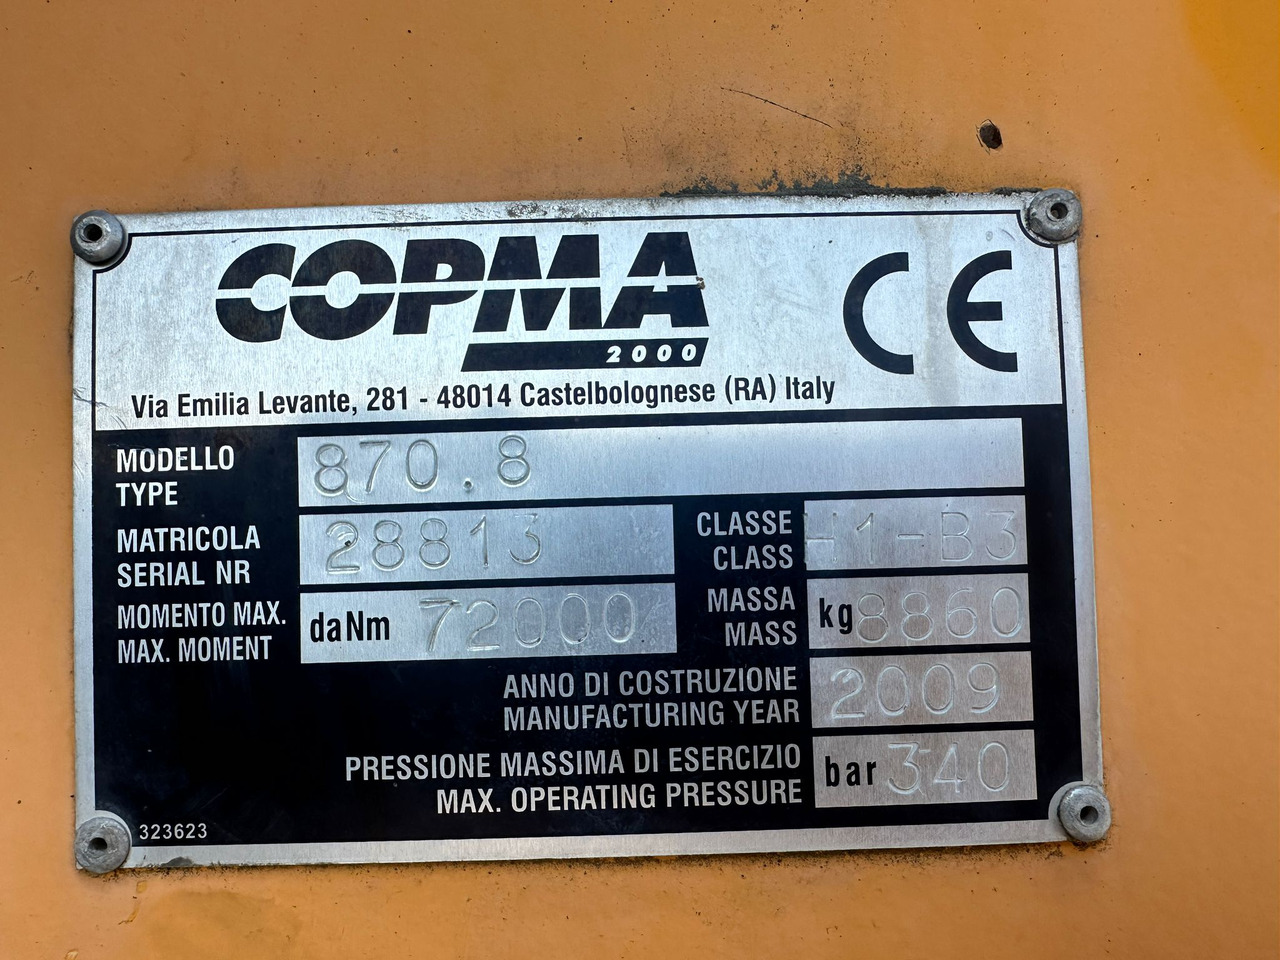 COPMA
2000
CE
Via Emilia Levante, 281 - 48014 Castelbolognese (RA) Italy
MODELLO
TYPE
870.8
MATRICOLA
SERIAL NR
28813
CLASSE
CLASS
H1-B3
MOMENTO MAX.
MAX. MOMENT
daNm 72000
MASSA
MASS
kg 8860
ANNO DI COSTRUZIONE
MANUFACTURING YEAR
2009
PRESSIONE MASSIMA DI ESERCIZIO
MAX. OPERATING PRESSURE
bar 340
323623